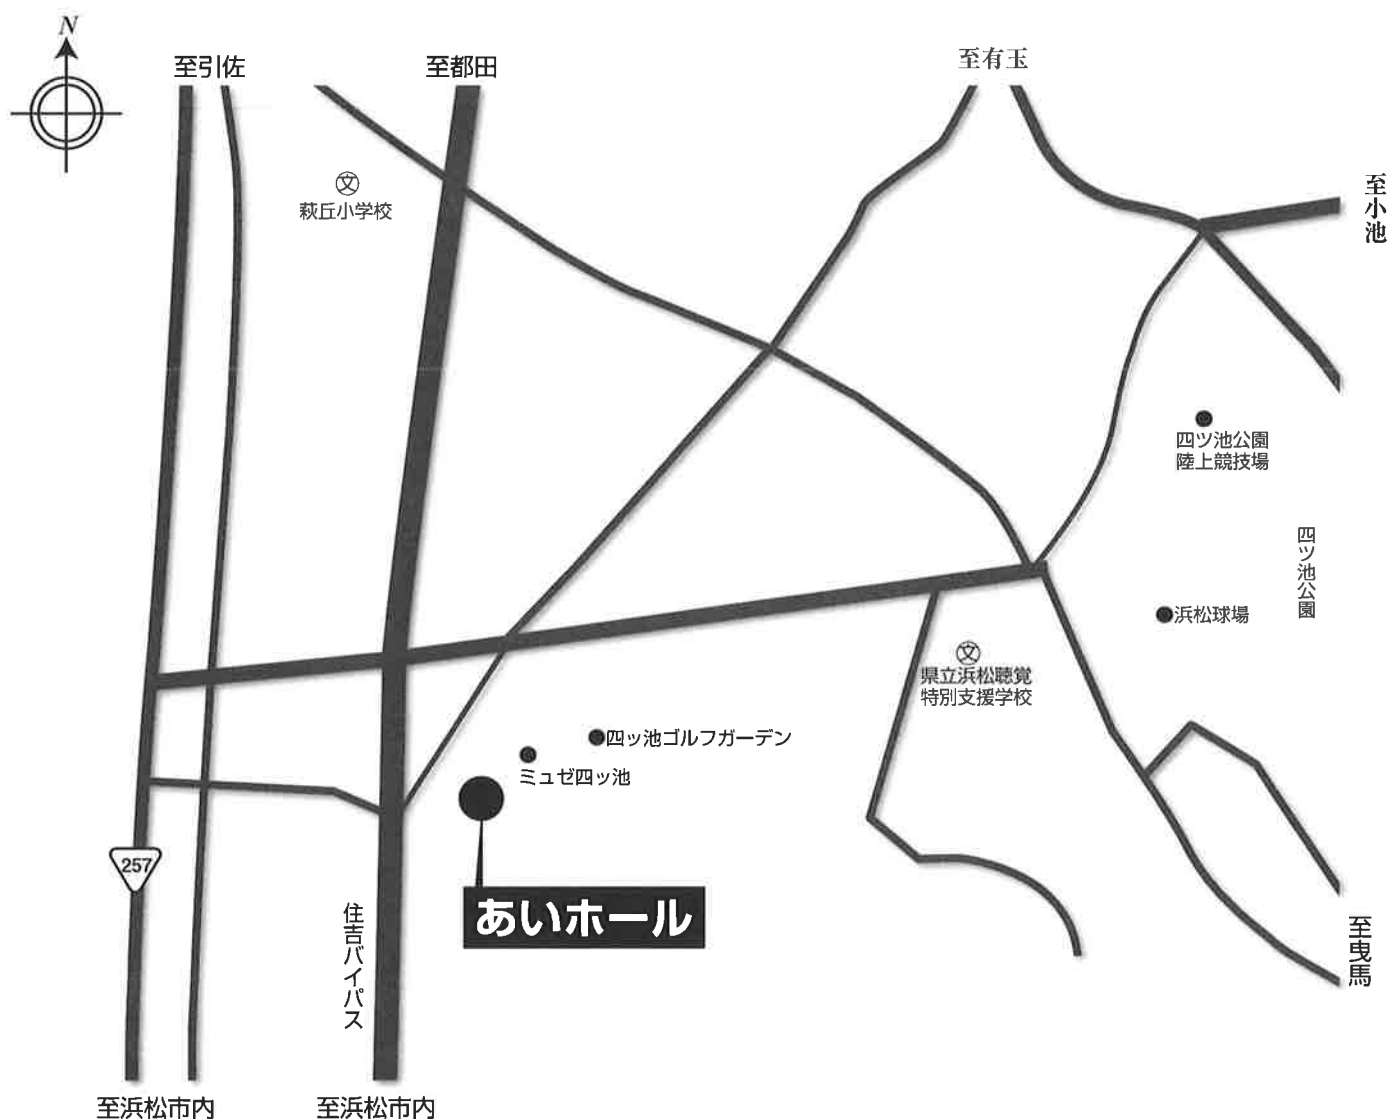 N
至引佐
至都田
至有玉
至小池
文
萩丘小学校
四ツ池公園
陸上競技場
四ツ池公園
浜松球場
文
県立浜松聴覚
特別支援学校
四ッ池ゴルフガーデン
ミュゼ四ッ池
257
あいホール
住吉バイパス
至曳馬
至浜松市内
至浜松市内